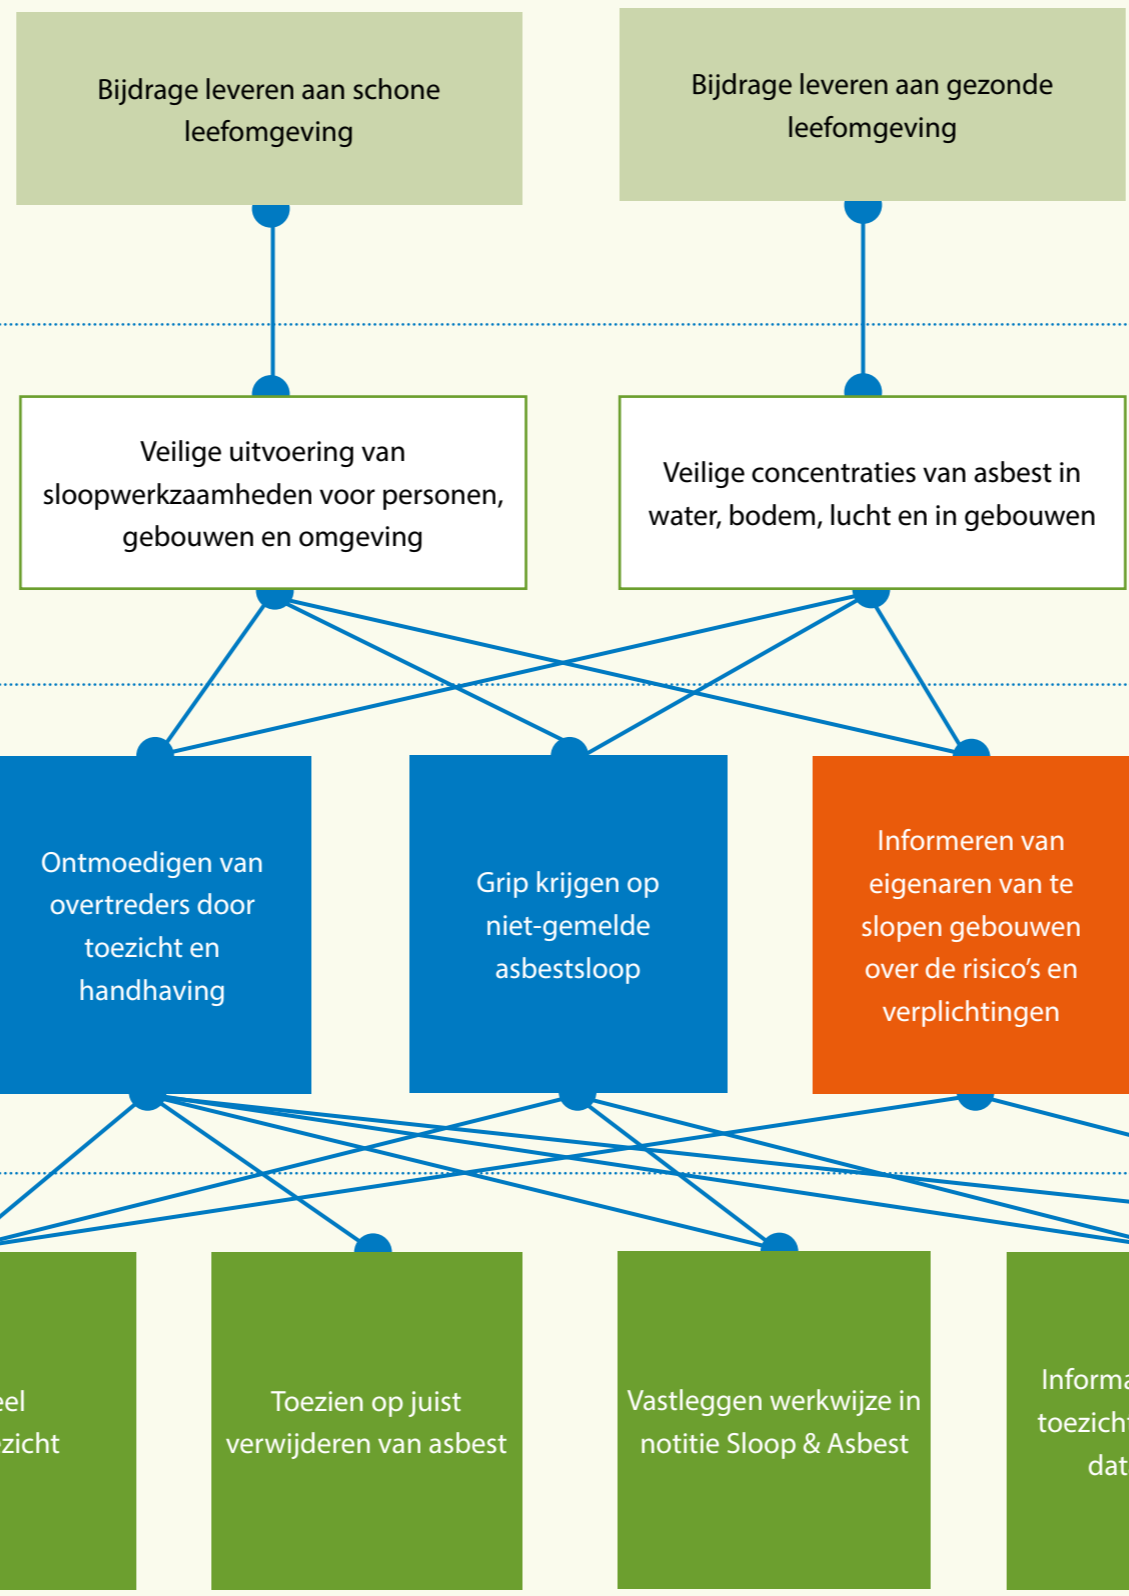 Bijdrage leveren aan schone
leefomgeving
Bijdrage leveren aan gezonde
leefomgeving
Veilige uitvoering van
sloopwerkzaamheden voor personen,
gebouwen en omgeving
Veilige concentraties van asbest in
water, bodem, lucht en in gebouwen
Ontmoedigen van
overtreders door
toezicht en
handhaving
Grip krijgen op
niet-gemelde
asbestsloop
Informeren van
eigenaren van te
slopen gebouwen
over de risico’s en
verplichtingen
Toezien op juist
verwijderen van asbest
Vastleggen werkwijze in
notitie Sloop & Asbest